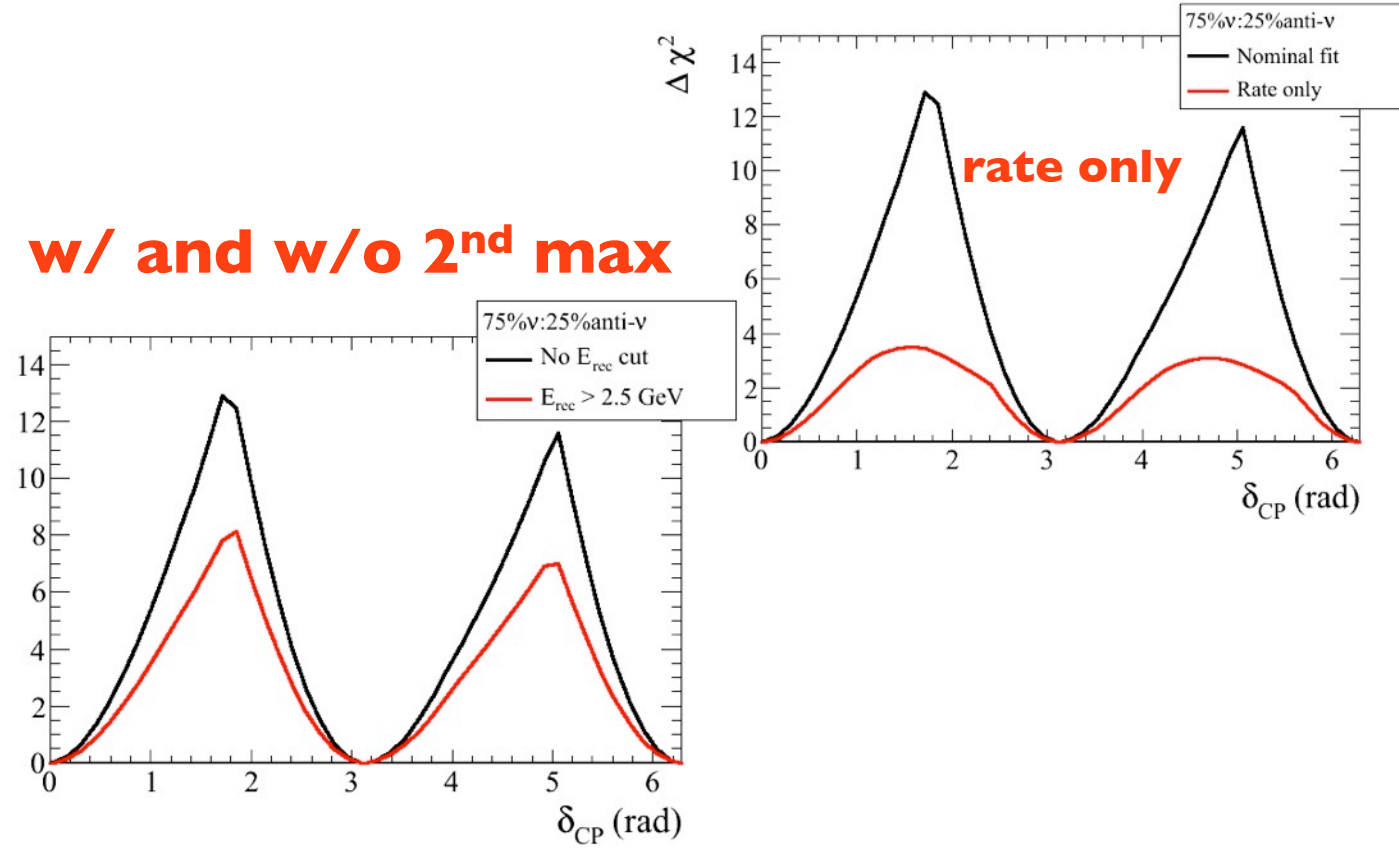 w/ and w/o 2nd max
75%ν:25%anti-ν
No Erec cut
Erec > 2.5 GeV
14
12
10
8
6
4
2
0
0 1 2 3 4 5 6
δCP (rad)
75%ν:25%anti-ν
Nominal fit
Rate only
rate only
Δχ²
14
12
10
8
6
4
2
0
0 1 2 3 4 5 6
δCP (rad)